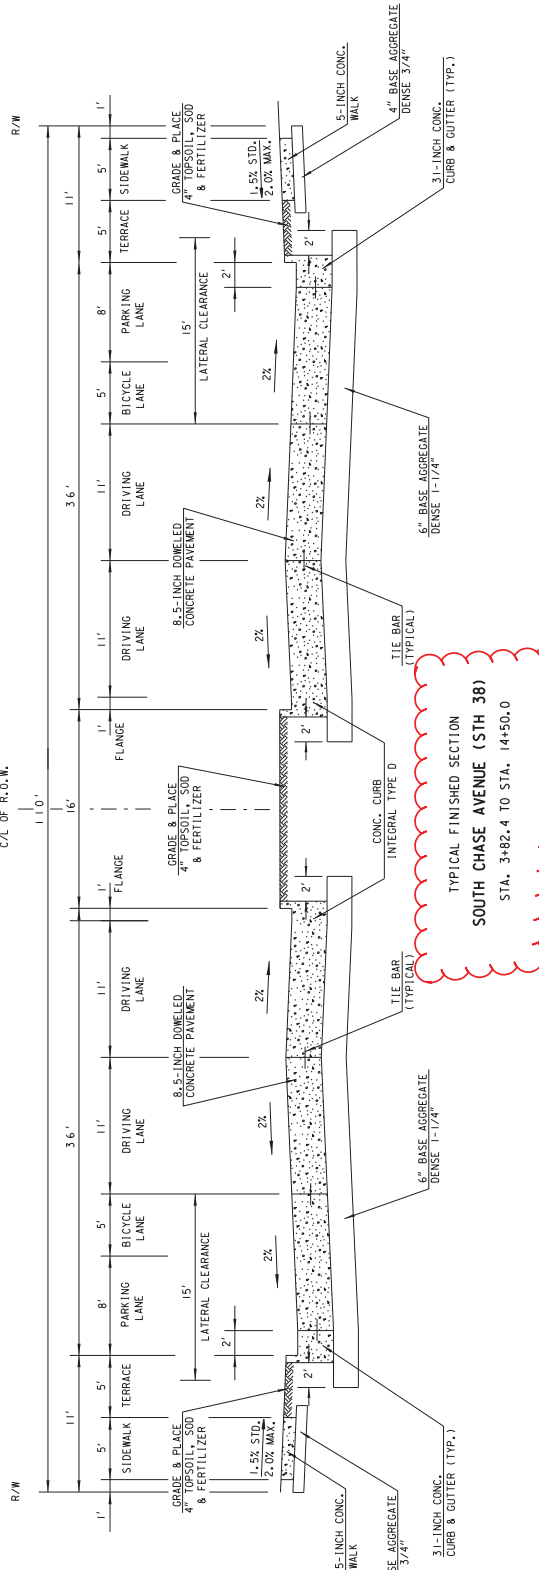 C/L OF R.O.W.
R/W
R/W
110'
11'
36'
16'
36'
11'
1'
5'
5'
8'
5'
11'
11'
1'
1'
11'
11'
5'
8'
5'
5'
1'
SIDEWALK
TERRACE
PARKING
LANE
BICYCLE
LANE
DRIVING
LANE
DRIVING
LANE
FLANGE
FLANGE
DRIVING
LANE
DRIVING
LANE
BICYCLE
LANE
PARKING
LANE
TERRACE
SIDEWALK
GRADE & PLACE
4" TOPSOIL, SOD
& FERTILIZER
15'
LATERAL CLEARANCE
2'
8.5-INCH DOWELED
CONCRETE PAVEMENT
GRADE & PLACE
4" TOPSOIL, SOD
& FERTILIZER
8.5-INCH DOWELED
CONCRETE PAVEMENT
15'
LATERAL CLEARANCE
2'
GRADE & PLACE
4" TOPSOIL, SOD
& FERTILIZER
1.5% STD.
2.0% MAX.
2%
2%
2%
2%
2%
2%
1.5% STD.
2.0% MAX.
2'
2'
2'
2'
5-INCH CONC.
WALK
SE AGGREGATE
3/4"
31-INCH CONC.
CURB & GUTTER (TYP.)
6" BASE AGGREGATE
DENSE 1-1/4"
TIE BAR
(TYPICAL)
CONC. CURB
INTEGRAL TYPE D
TIE BAR
(TYPICAL)
6" BASE AGGREGATE
DENSE 1-1/4"
5-INCH CONC.
WALK
4" BASE AGGREGATE
DENSE 3/4"
31-INCH CONC.
CURB & GUTTER (TYP.)
TYPICAL FINISHED SECTION
SOUTH CHASE AVENUE (STH 38)
STA. 3+82.4 TO STA. 14+50.0